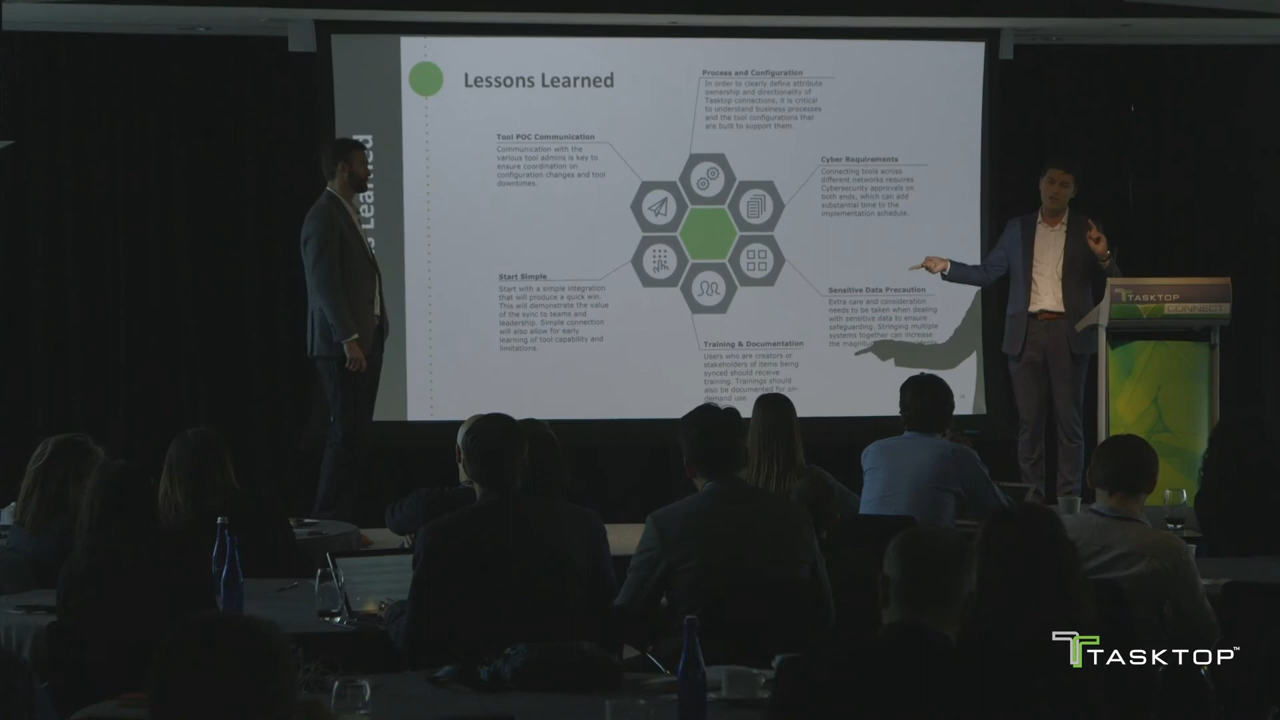 Lessons Learned
s Learned
Process and Configuration
In order to clearly define attribute
ownership and directionality of
Tasktop connections, it is critical
to understand business processes
and the tool configurations that
are built to support them.
Tool POC Communication
Communication with the
various tool admins is key to
ensure coordination on
configuration changes and tool
downtimes.
Cyber Requirements
Connecting tools across
different networks requires
Cybersecurity approvals on
both ends, which can add
substantial time to the
implementation schedule.
Start Simple
Start with a simple integration
that will produce a quick win.
This will demonstrate the value
of the sync to teams and
leadership. Simple connection
will also allow for early
learning of tool capability and
limitations.
Sensitive Data Precaution
Extra care and consideration
needs to be taken when dealing
with sensitive data to ensure
safeguarding. Stringing multiple
systems together can increase
the
Training & Documentation
Users who are creators or
stakeholders of items being
synced should receive
training. Trainings should
also be documented for on-
demand use
TASKTOP
CONNECT
TASKTOP™